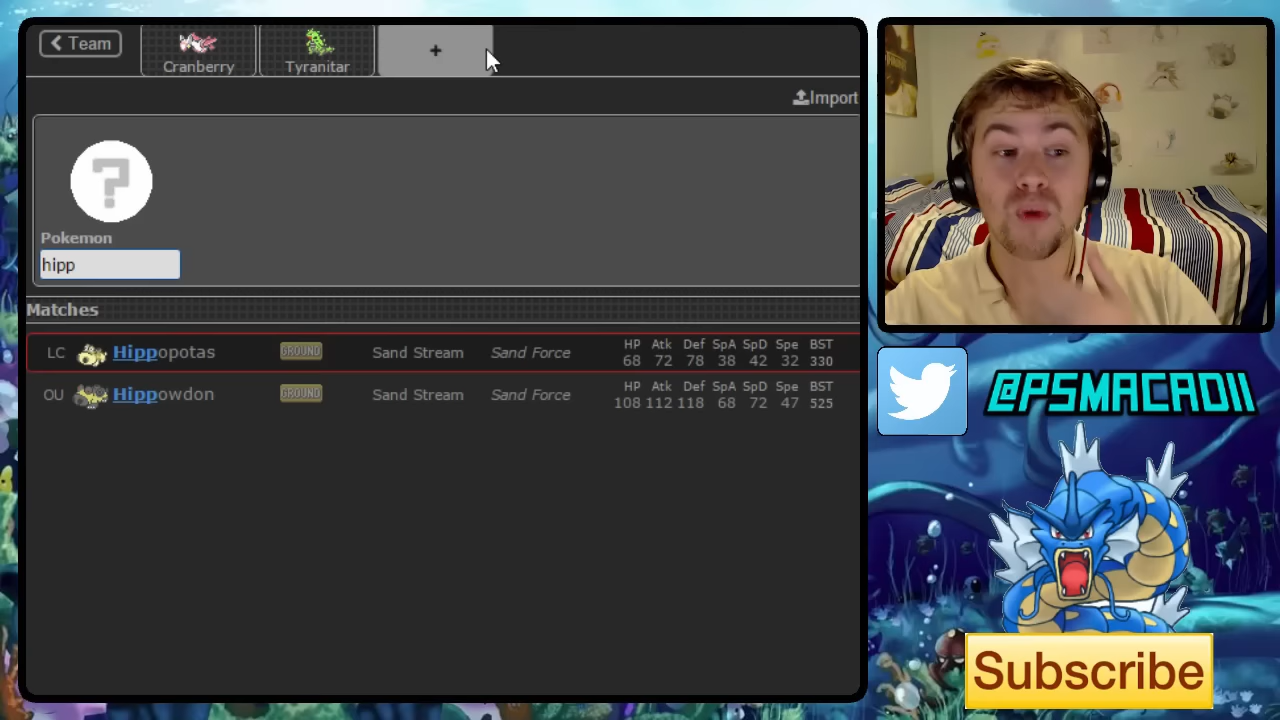 Team
Cranberry
Tyranitar
+
Import
?
Pokemon
hipp
Matches
LC Hippopotas GROUND Sand Stream Sand Force HP 68 Atk 72 Def 78 SpA 38 SpD 42 Spe 32 BST 330
OU Hippowdon GROUND Sand Stream Sand Force HP 108 Atk 112 Def 118 SpA 68 SpD 72 Spe 47 BST 525
@PSMACADII
Subscribe